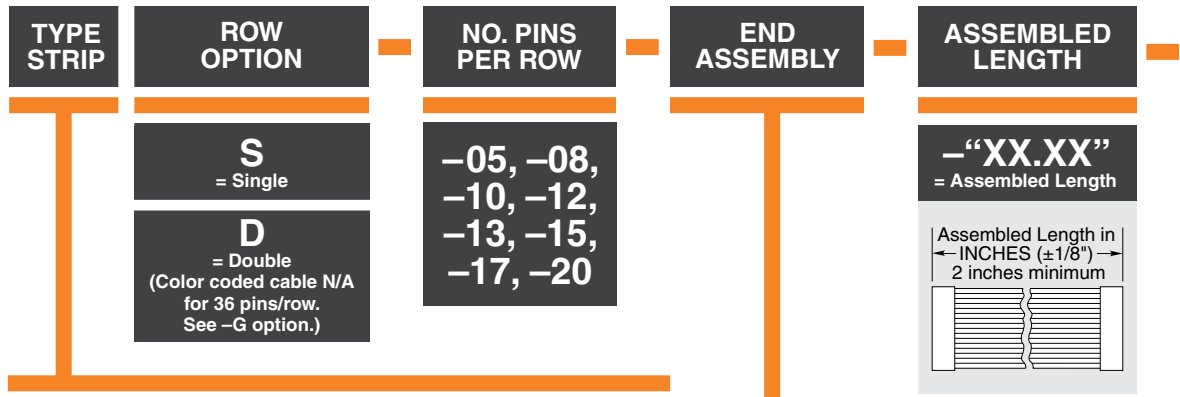 TYPE
STRIP
ROW
OPTION
NO. PINS
PER ROW
END
ASSEMBLY
ASSEMBLED
LENGTH
S
= Single
D
= Double
(Color coded cable N/A
for 36 pins/row.
See –G option.)
–05, –08,
–10, –12,
–13, –15,
–17, –20
–“XX.XX”
= Assembled Length
Assembled Length in
INCHES (±1/8")
2 inches minimum